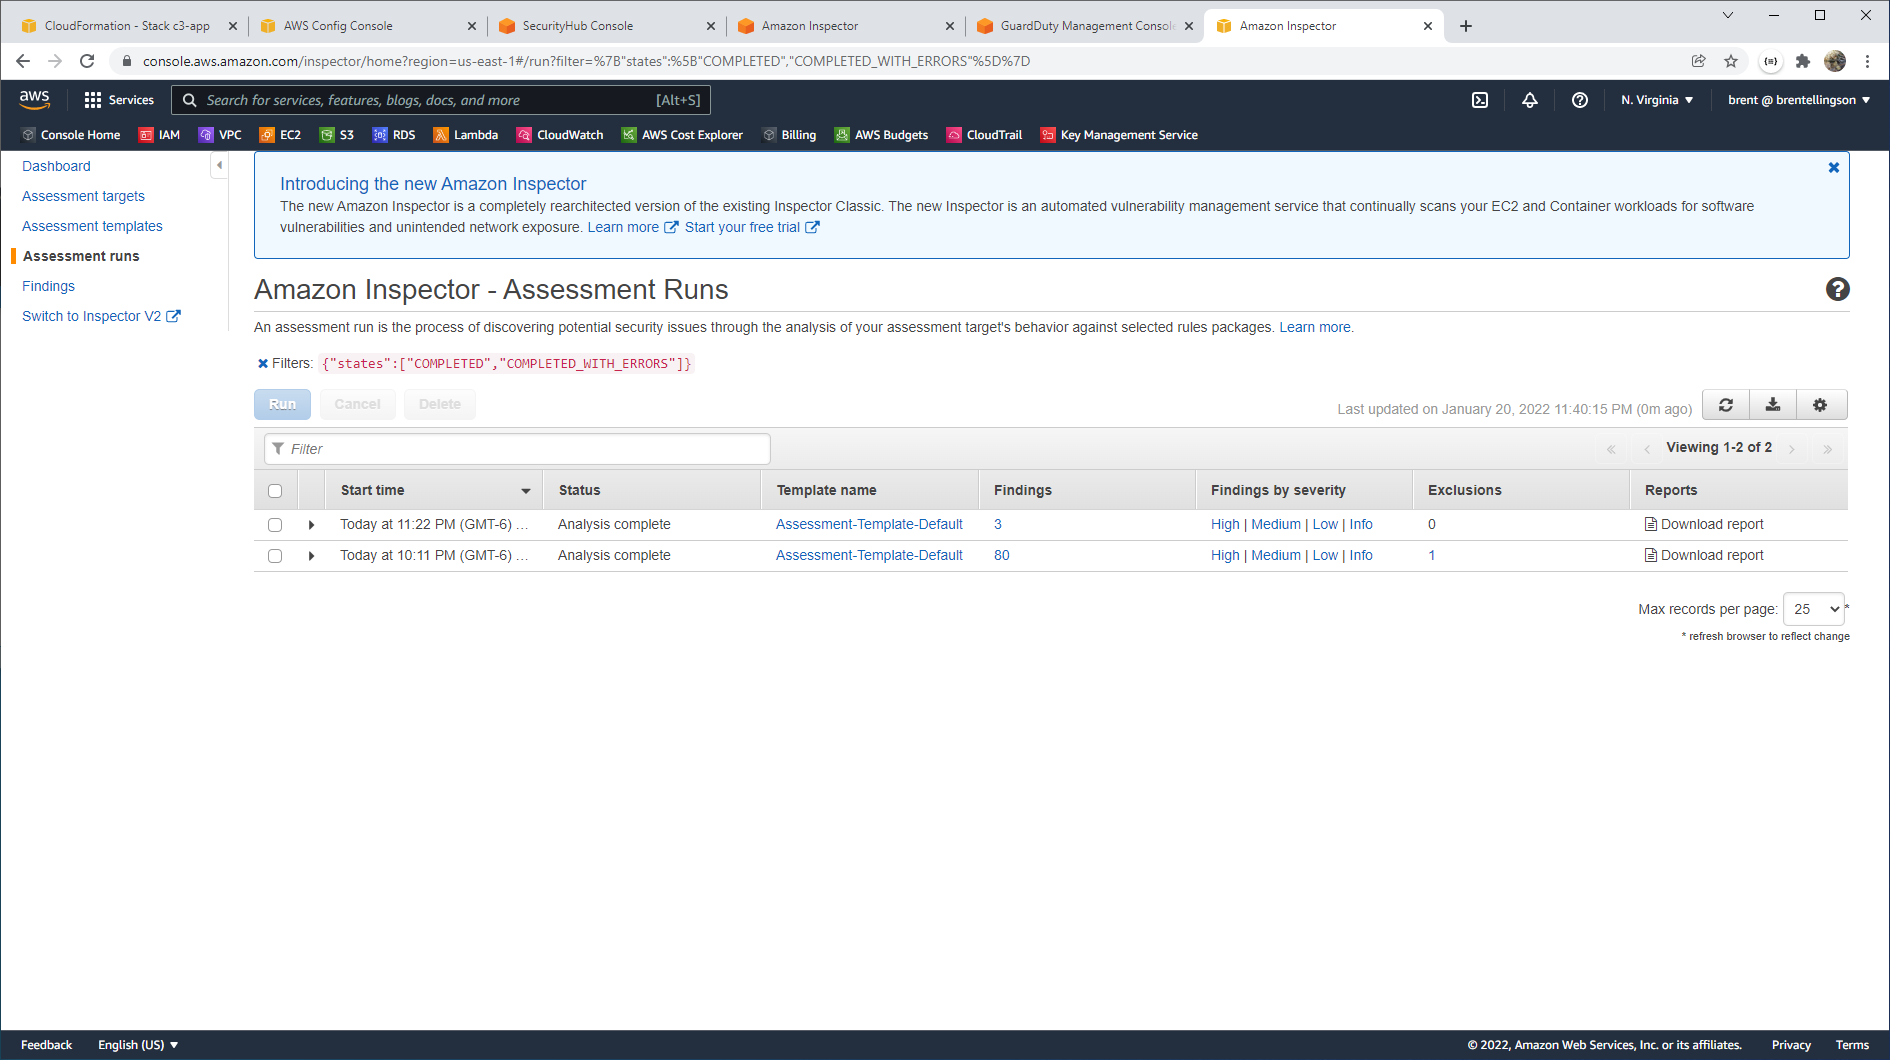 CloudFormation - Stack c3-app
AWS Config Console
SecurityHub Console
Amazon Inspector
GuardDuty Management Console
Amazon Inspector
console.aws.amazon.com/inspector/home?region=us-east-1#/run?filter=%7B"states":%5B"COMPLETED","COMPLETED_WITH_ERRORS"%5D%7D
aws
Services
Search for services, features, blogs, docs, and more [Alt+S]
N. Virginia
brent @ brentellingson
Console Home IAM VPC EC2 S3 RDS Lambda CloudWatch AWS Cost Explorer Billing AWS Budgets CloudTrail Key Management Service
Dashboard
Assessment targets
Assessment templates
Assessment runs
Findings
Switch to Inspector V2
Introducing the new Amazon Inspector
The new Amazon Inspector is a completely rearchitected version of the existing Inspector Classic. The new Inspector is an automated vulnerability management service that continually scans your EC2 and Container workloads for software
vulnerabilities and unintended network exposure. Learn more Start your free trial
Amazon Inspector - Assessment Runs
An assessment run is the process of discovering potential security issues through the analysis of your assessment target's behavior against selected rules packages. Learn more.
Filters: {"states":["COMPLETED","COMPLETED_WITH_ERRORS"]}
Run Cancel Delete
Last updated on January 20, 2022 11:40:15 PM (0m ago)
Filter
« ‹ Viewing 1-2 of 2 › »
Start time Status Template name Findings Findings by severity Exclusions Reports
Today at 11:22 PM (GMT-6) ... Analysis complete Assessment-Template-Default 3 High | Medium | Low | Info 0 Download report
Today at 10:11 PM (GMT-6) ... Analysis complete Assessment-Template-Default 80 High | Medium | Low | Info 1 Download report
Max records per page: 25 *
* refresh browser to reflect change
Feedback English (US)
© 2022, Amazon Web Services, Inc. or its affiliates. Privacy Terms